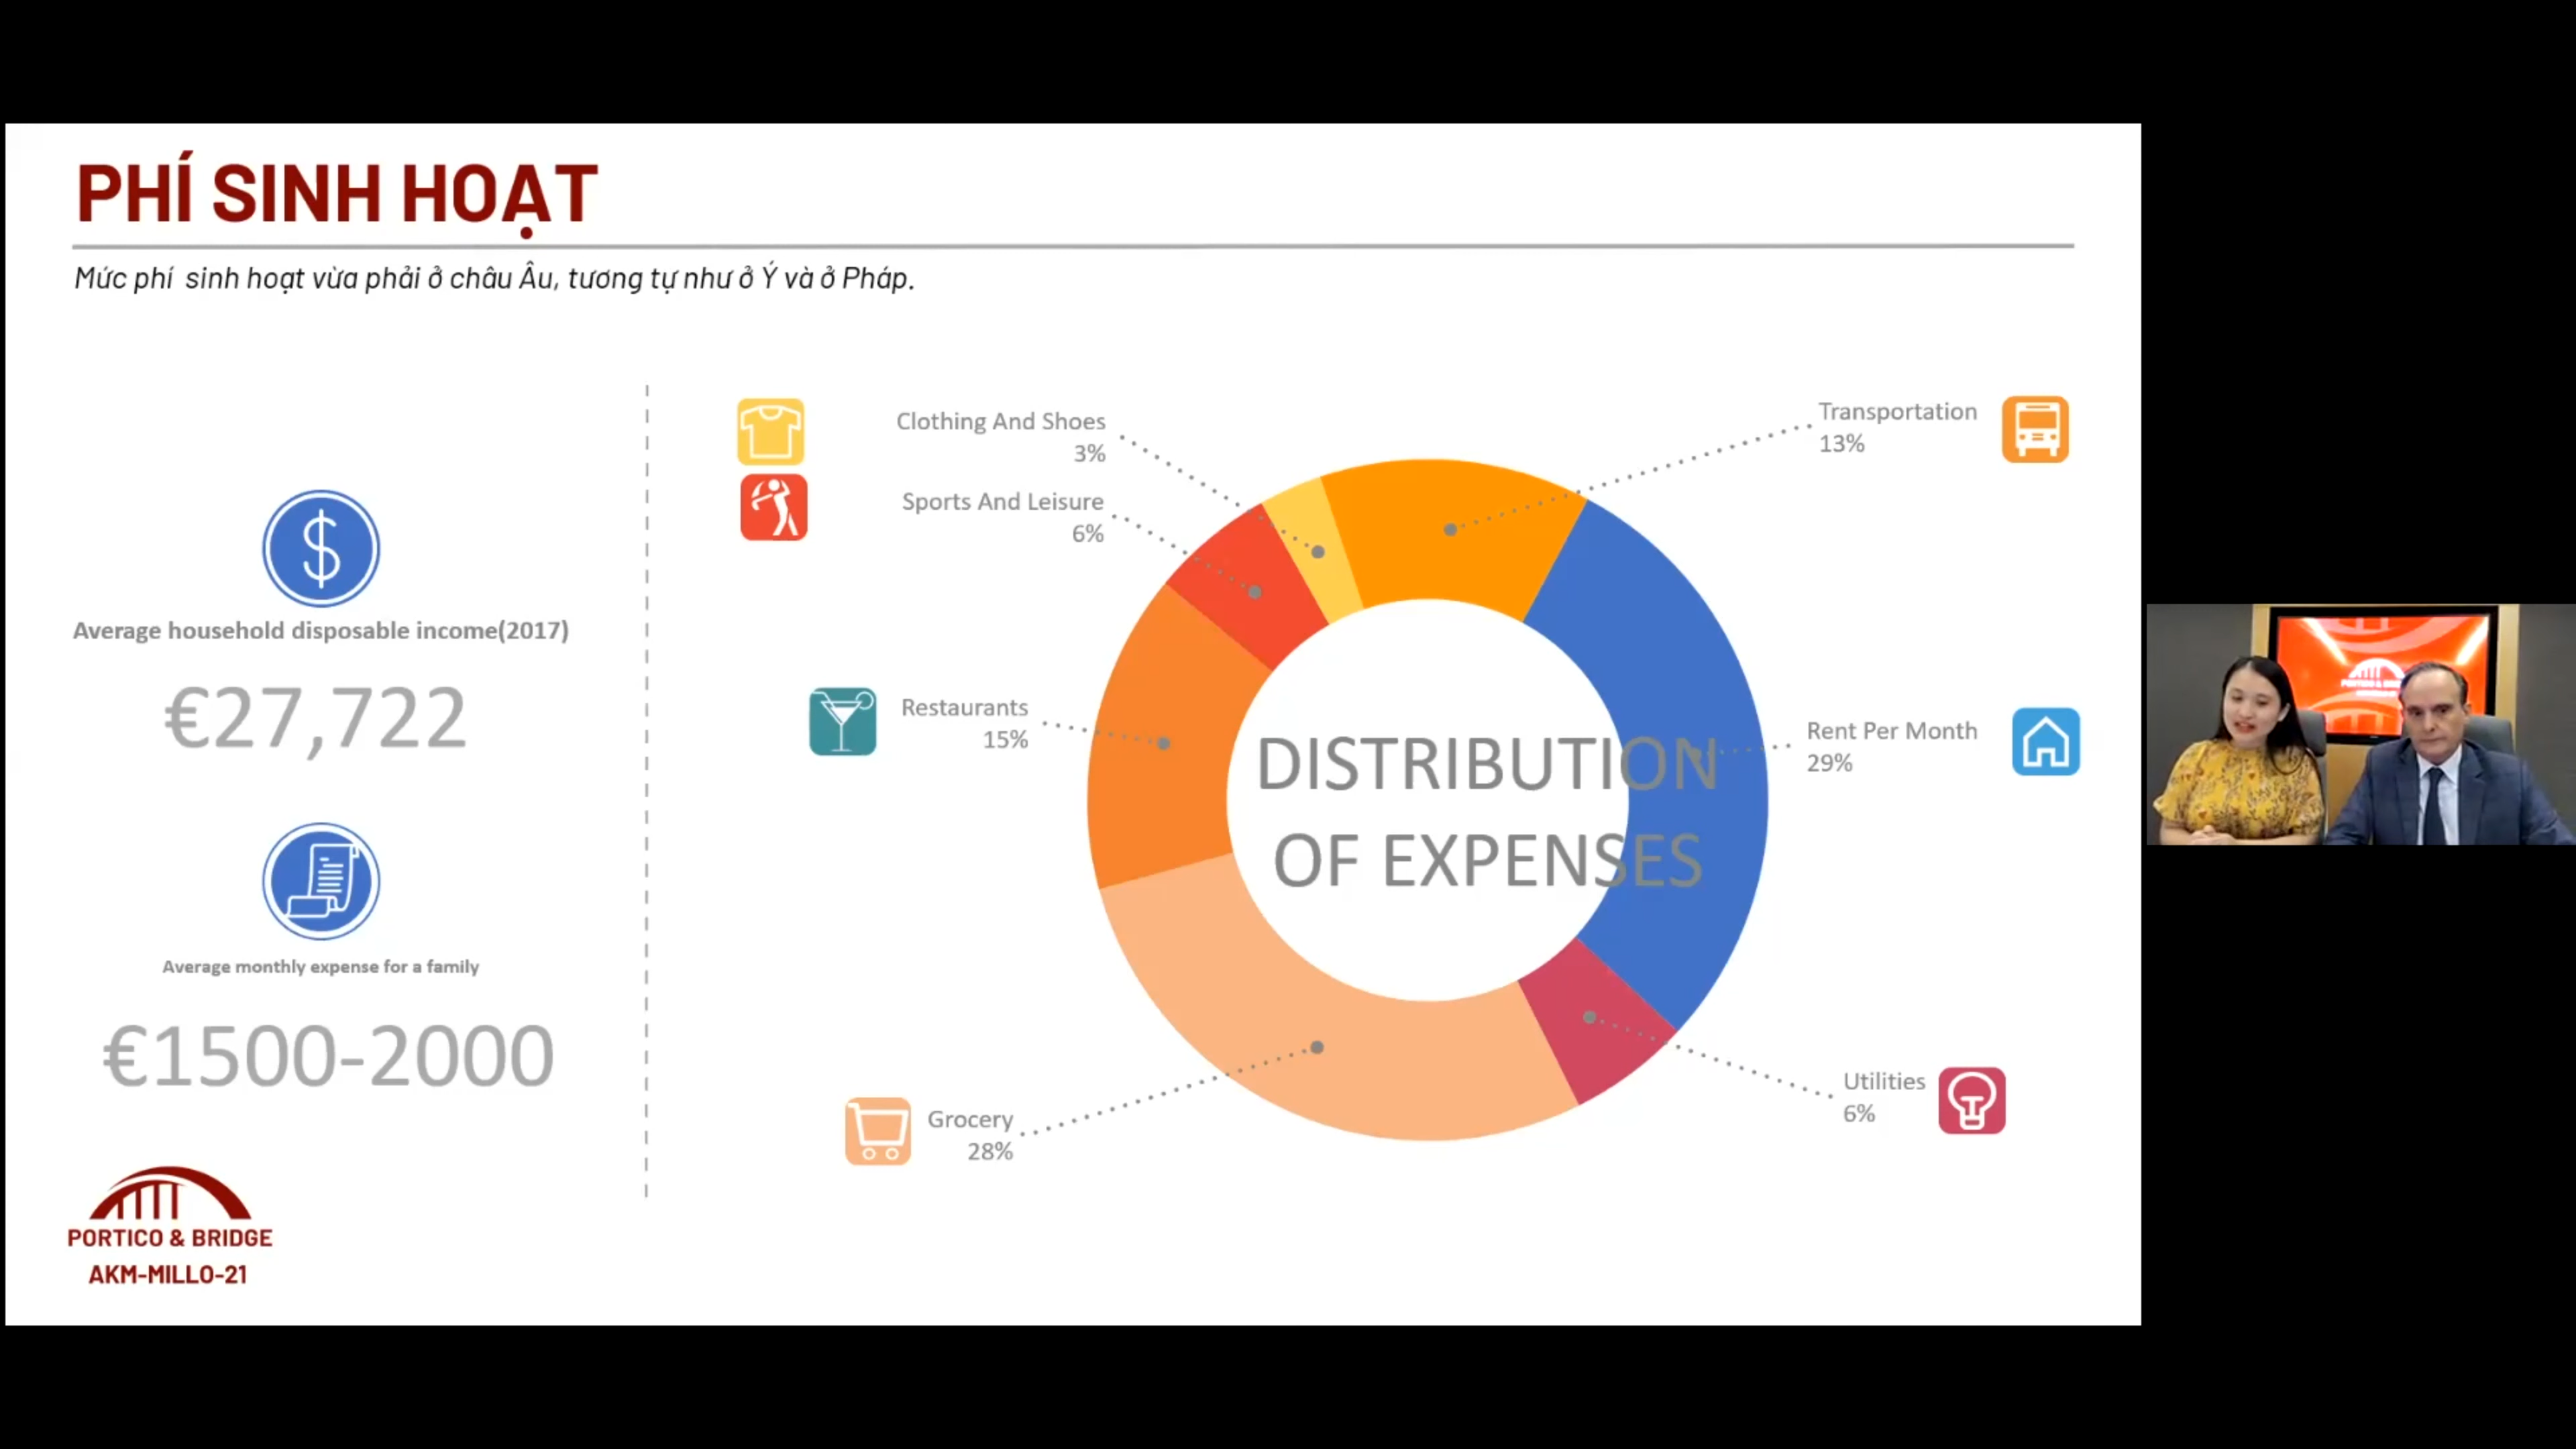 PHÍ SINH HOẠT
Mức phí sinh hoạt vừa phải ở châu Âu, tương tự như ở Ý và ở Pháp.
Average household disposable income(2017)
€27,722
Average monthly expense for a family
€1500-2000
PORTICO & BRIDGE
AKM-MILLO-21
Clothing And Shoes
3%
Sports And Leisure
6%
Restaurants
15%
Grocery
28%
DISTRIBUTION
OF EXPENSES
Transportation
13%
Rent Per Month
29%
Utilities
6%